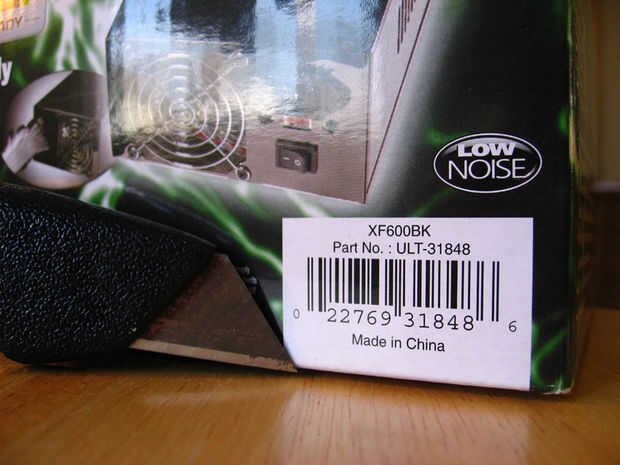 LOW
NOISE
XF600BK
Part No. : ULT-31848
0 22769 31848 6
Made in China